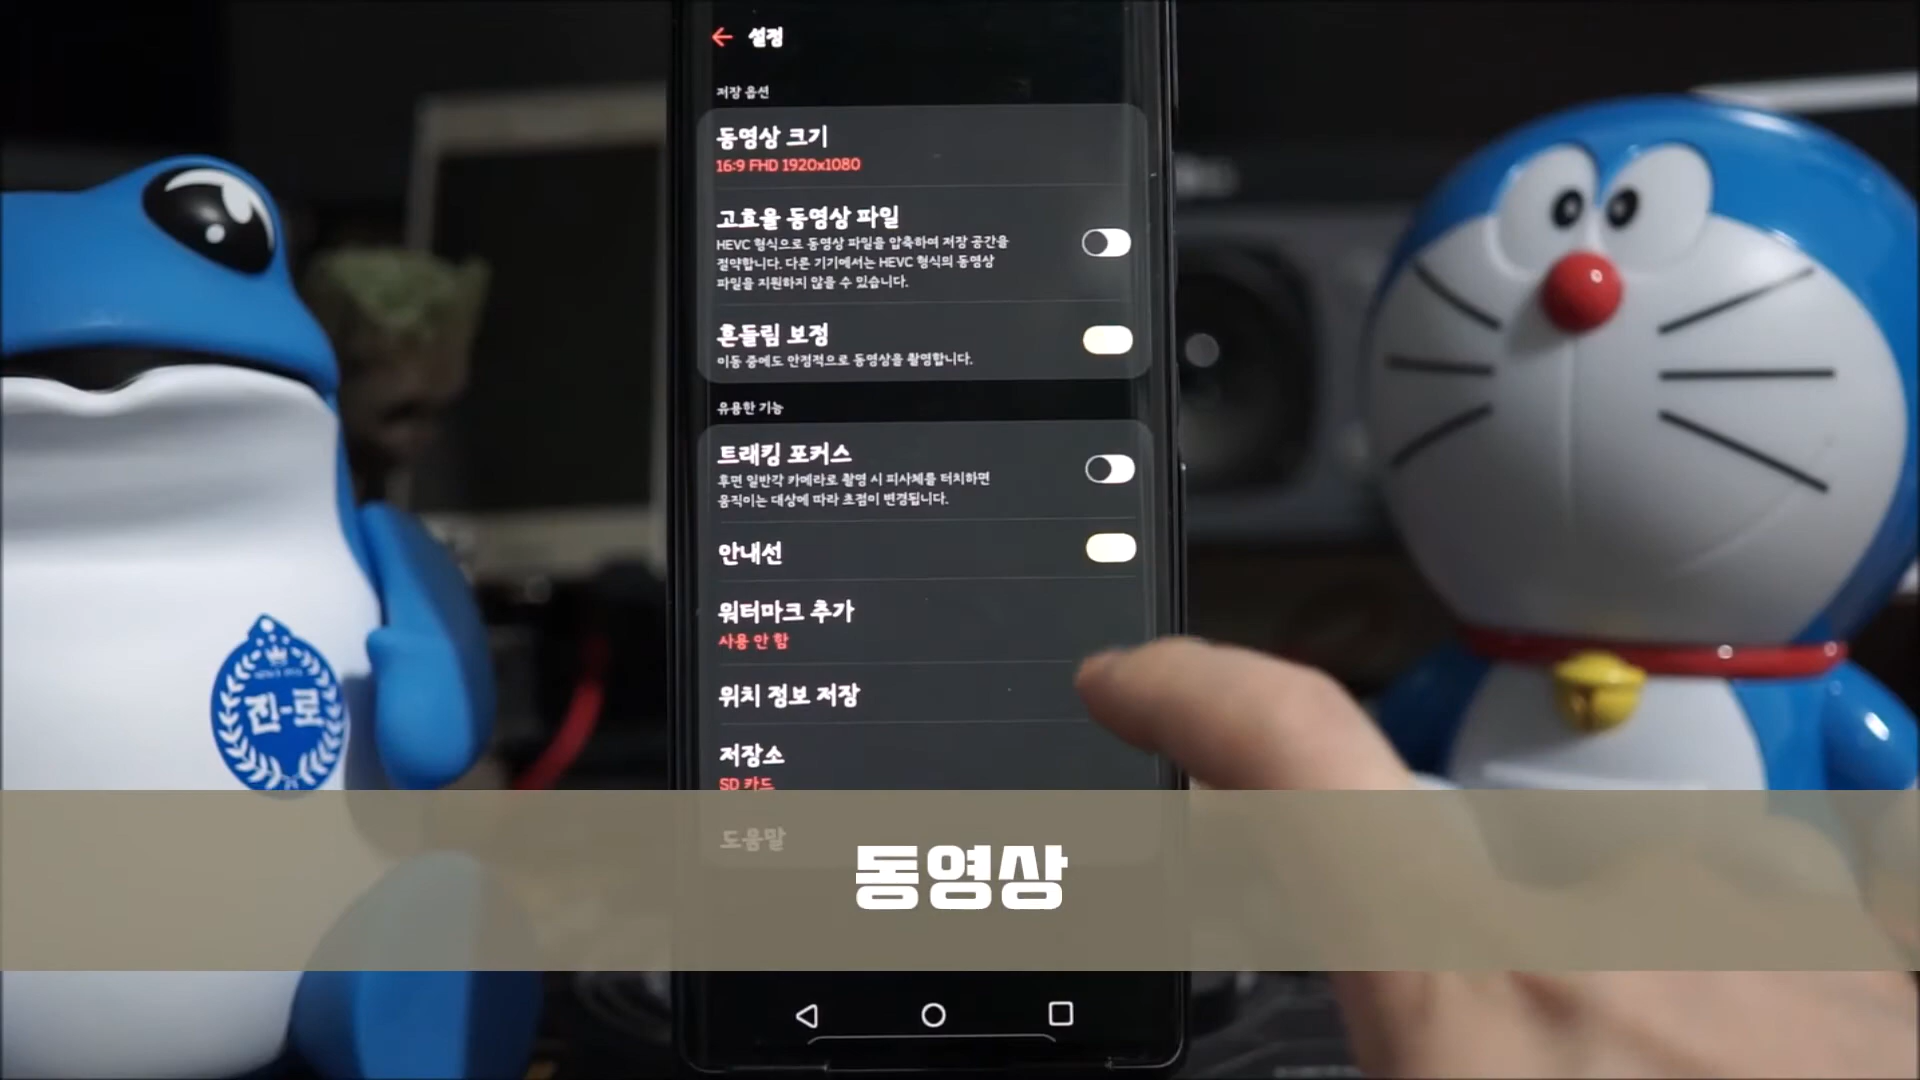 설정
저장 옵션
동영상 크기
16:9 FHD 1920x1080
고효율 동영상 파일
HEVC 형식으로 동영상 파일을 압축하여 저장 공간을
절약합니다. 다른 기기에서는 HEVC 형식의 동영상
파일을 지원하지 않을 수 있습니다.
흔들림 보정
이동 중에도 안정적으로 동영상을 촬영합니다.
유용한 기능
트래킹 포커스
후면 일반각 카메라로 촬영 시 피사체를 터치하면
움직이는 대상에 따라 초점이 변경됩니다.
안내선
워터마크 추가
사용 안 함
위치 정보 저장
저장소
SD 카드
도움말
동영상
진-로